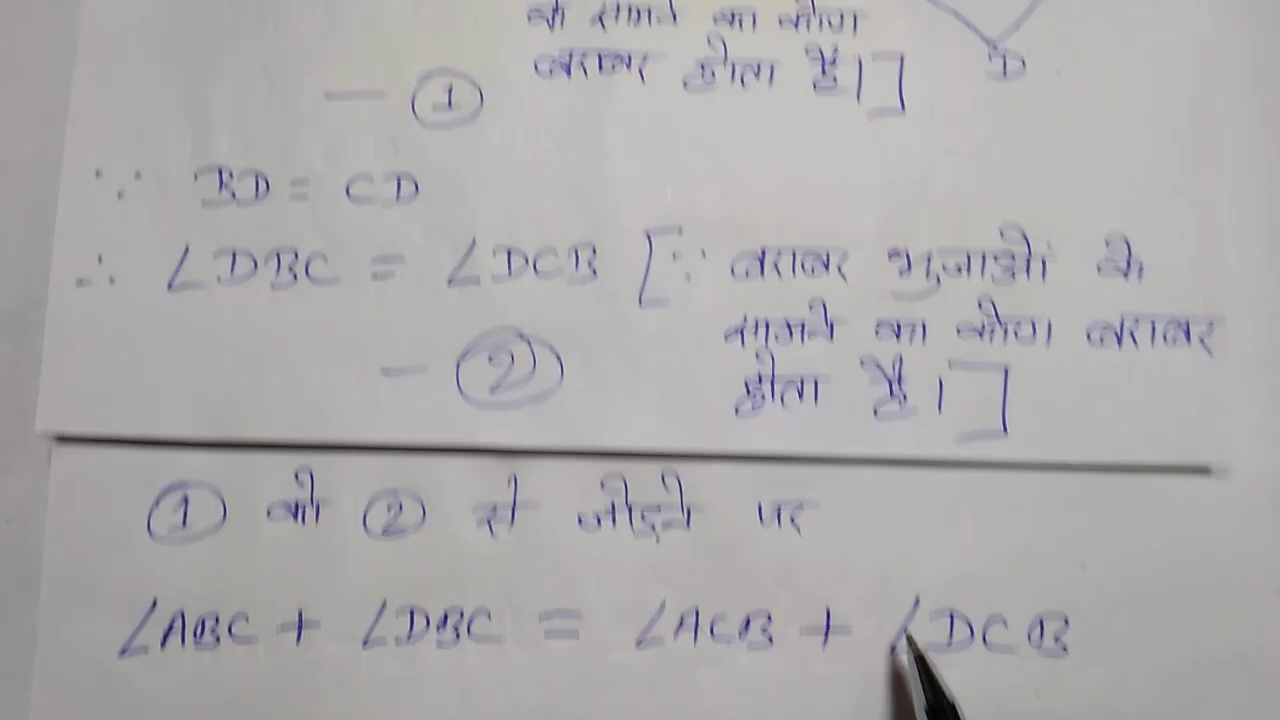 के सामने का कोण
बराबर होता है।]
D
— ①
∵ BD = CD
∴ ∠DBC = ∠DCB [∵ बराबर भुजाओं के
सामने का कोण बराबर
— ②
होता है।]
① को ② से जोड़ने पर
∠ABC + ∠DBC = ∠ACB + ∠DCB